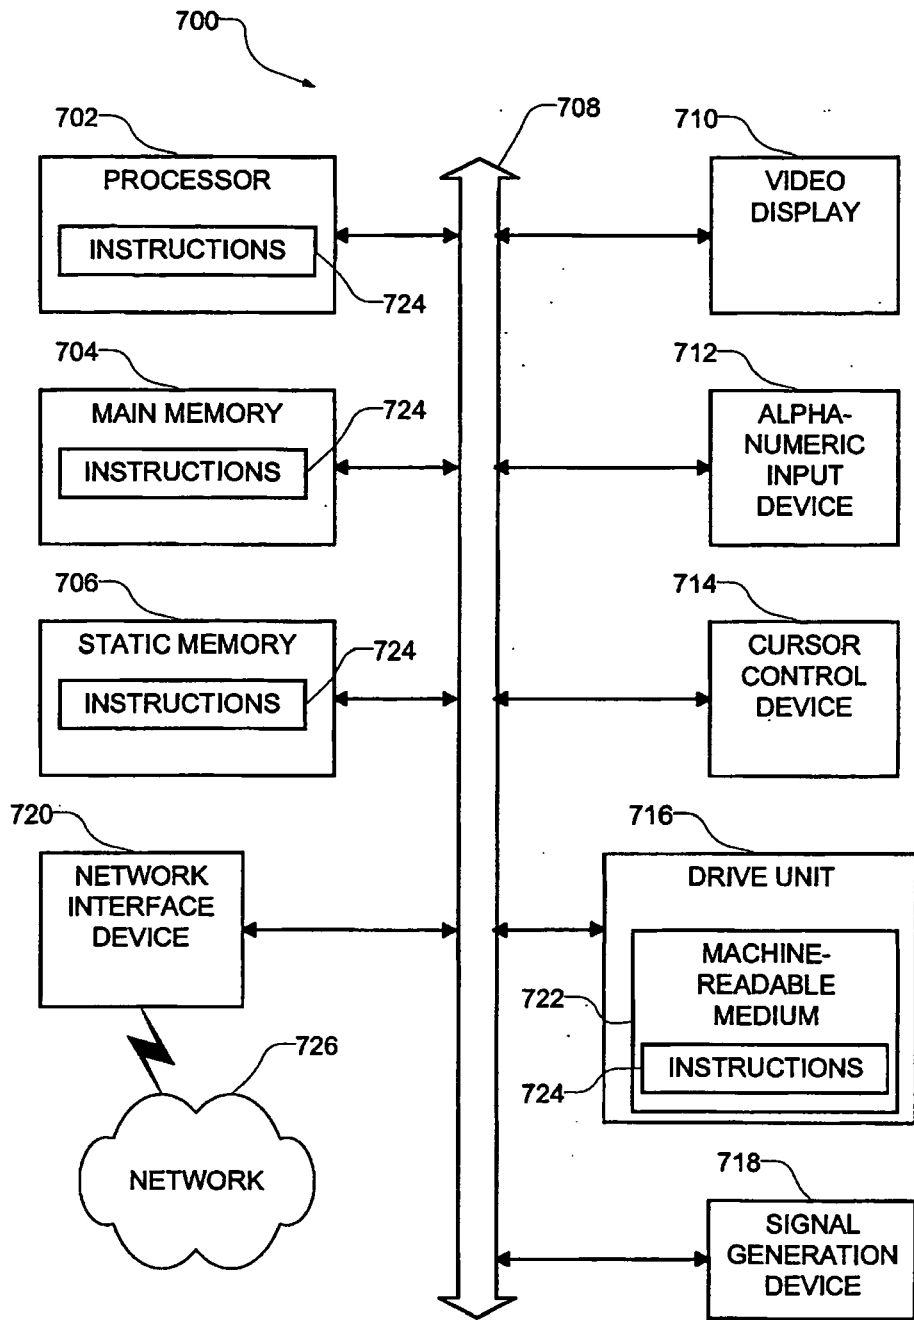 700
702
PROCESSOR
INSTRUCTIONS
724
704
MAIN MEMORY
INSTRUCTIONS
724
706
STATIC MEMORY
INSTRUCTIONS
724
720
NETWORK
INTERFACE
DEVICE
726
NETWORK
708
710
VIDEO
DISPLAY
712
ALPHA-
NUMERIC
INPUT
DEVICE
714
CURSOR
CONTROL
DEVICE
716
DRIVE UNIT
722
MACHINE-
READABLE
MEDIUM
724
INSTRUCTIONS
718
SIGNAL
GENERATION
DEVICE